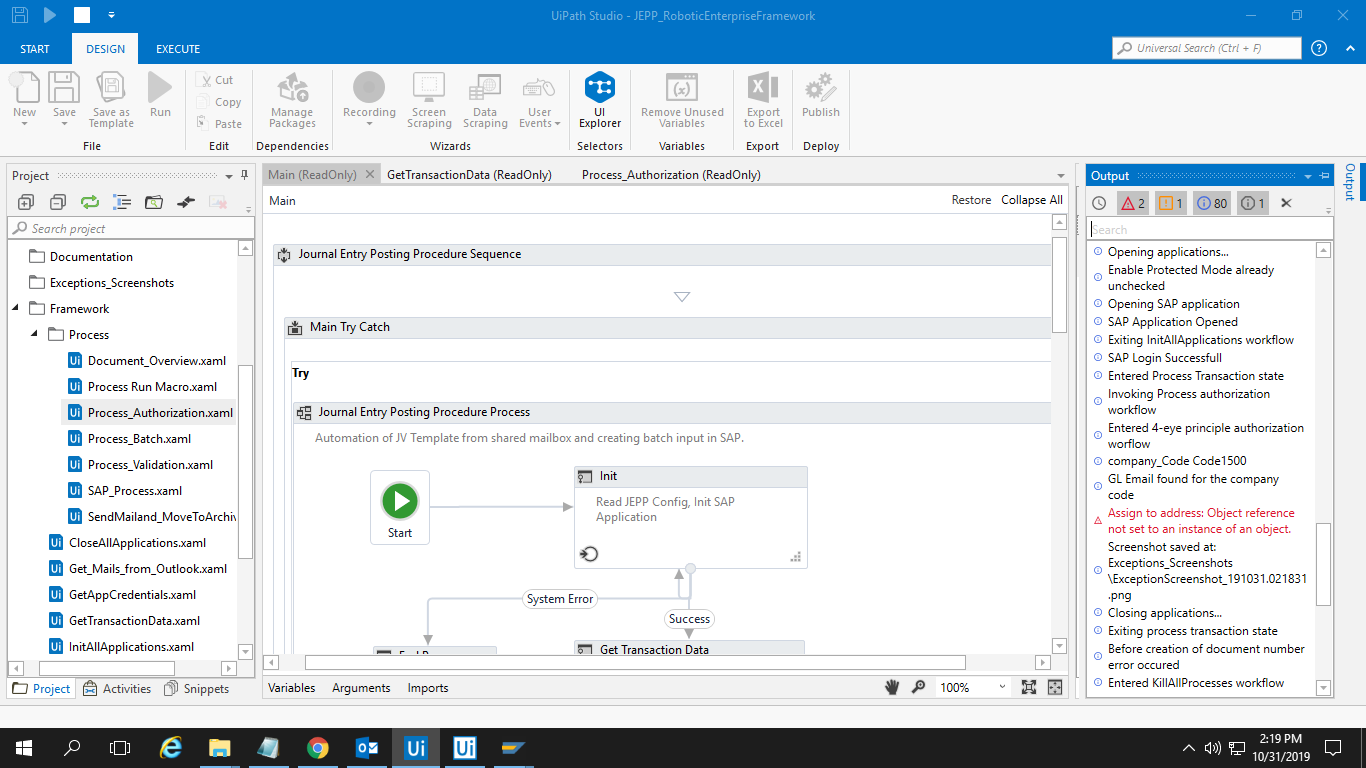 UiPath Studio - JEPP_RoboticEnterpriseFramework
START DESIGN EXECUTE
Universal Search (Ctrl + F)
New
Save
Save as
Template
Run
File
Cut
Copy
Paste
Edit
Manage
Packages
Dependencies
Recording
Screen
Scraping
Data
Scraping
User
Events
Wizards
UI
Explorer
Selectors
Remove Unused
Variables
Variables
Export
to Excel
Export
Publish
Deploy
Project
Search project
Documentation
Exceptions_Screenshots
Framework
Process
Document_Overview.xaml
Process Run Macro.xaml
Process_Authorization.xaml
Process_Batch.xaml
Process_Validation.xaml
SAP_Process.xaml
SendMailand_MoveToArchiv
CloseAllApplications.xaml
Get_Mails_from_Outlook.xaml
GetAppCredentials.xaml
GetTransactionData.xaml
InitAllApplications.xaml
Project Activities Snippets
Main (ReadOnly) GetTransactionData (ReadOnly) Process_Authorization (ReadOnly)
Main Restore Collapse All
Journal Entry Posting Procedure Sequence
Main Try Catch
Try
Journal Entry Posting Procedure Process
Automation of JV Template from shared mailbox and creating batch input in SAP.
Start
Init
Read JEPP Config, Init SAP
Application
System Error
Success
Get Transaction Data
Variables Arguments Imports 100%
Output
2 1 80 1
Search
Opening applications...
Enable Protected Mode already
unchecked
Opening SAP application
SAP Application Opened
Exiting InitAllApplications workflow
SAP Login Successfull
Entered Process Transaction state
Invoking Process authorization
workflow
Entered 4-eye principle authorization
worflow
company_Code Code1500
GL Email found for the company
code
Assign to address: Object reference
not set to an instance of an object.
Screenshot saved at:
Exceptions_Screenshots
\ExceptionScreenshot_191031.021831
.png
Closing applications...
Exiting process transaction state
Before creation of document number
error occured
Entered KillAllProcesses workflow
Output
2:19 PM
10/31/2019